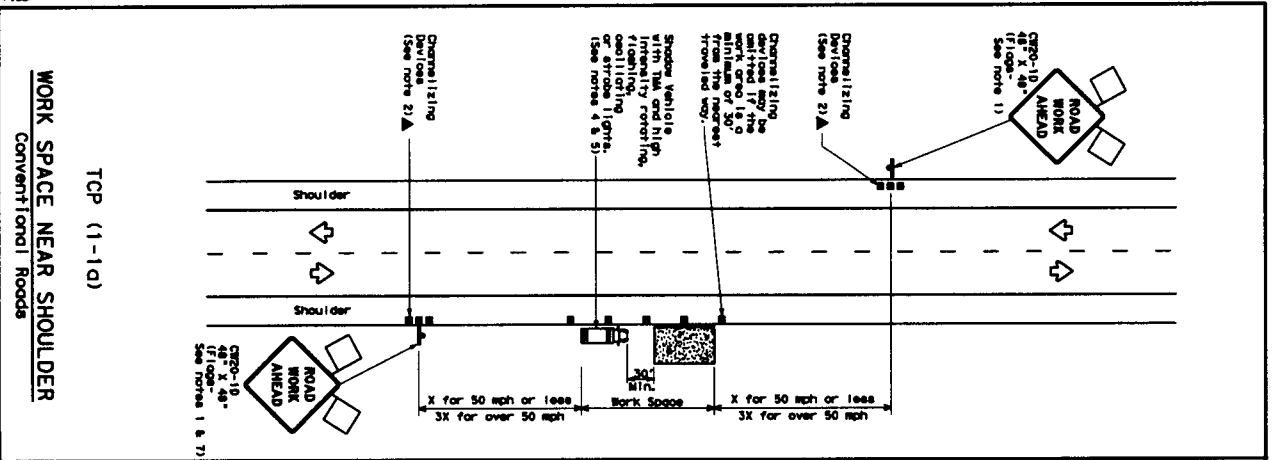 CW20-1D
48" X 48"
(Flags-
See note 1)
ROAD
WORK
AHEAD
Channelizing
Devices
(See note 2)▲
Channelizing
devices may be
omitted if the
work area is a
minimum of 30'
from the nearest
traveled way.
Shadow Vehicle
with TMA and high
intensity rotating,
flashing,
oscillating
or strobe lights.
(See notes 4 & 5)
Channelizing
Devices
(See note 2)▲
Shoulder
Shoulder
30'
Min.
X for 50 mph or less
3X for over 50 mph
Work Space
X for 50 mph or less
3X for over 50 mph
ROAD
WORK
AHEAD
CW20-1D
48" X 48"
(Flags-
See notes 1 & 7)
TCP (1-1a)
WORK SPACE NEAR SHOULDER
Conventional Roads